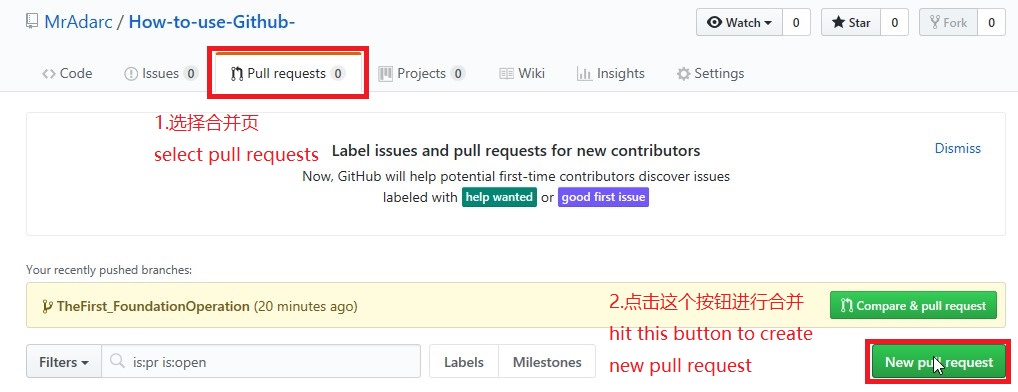 MrAdarc / How-to-use-Github-
Watch 0 Star 0 Fork 0
Code Issues 0 Pull requests 0 Projects 0 Wiki Insights Settings
1.选择合并页
select pull requests
Label issues and pull requests for new contributors
Dismiss
Now, GitHub will help potential first-time contributors discover issues
labeled with help wanted or good first issue
Your recently pushed branches:
TheFirst_FoundationOperation (20 minutes ago)
Compare & pull request
2.点击这个按钮进行合并
hit this button to create
new pull request
Filters is:pr is:open Labels Milestones New pull request